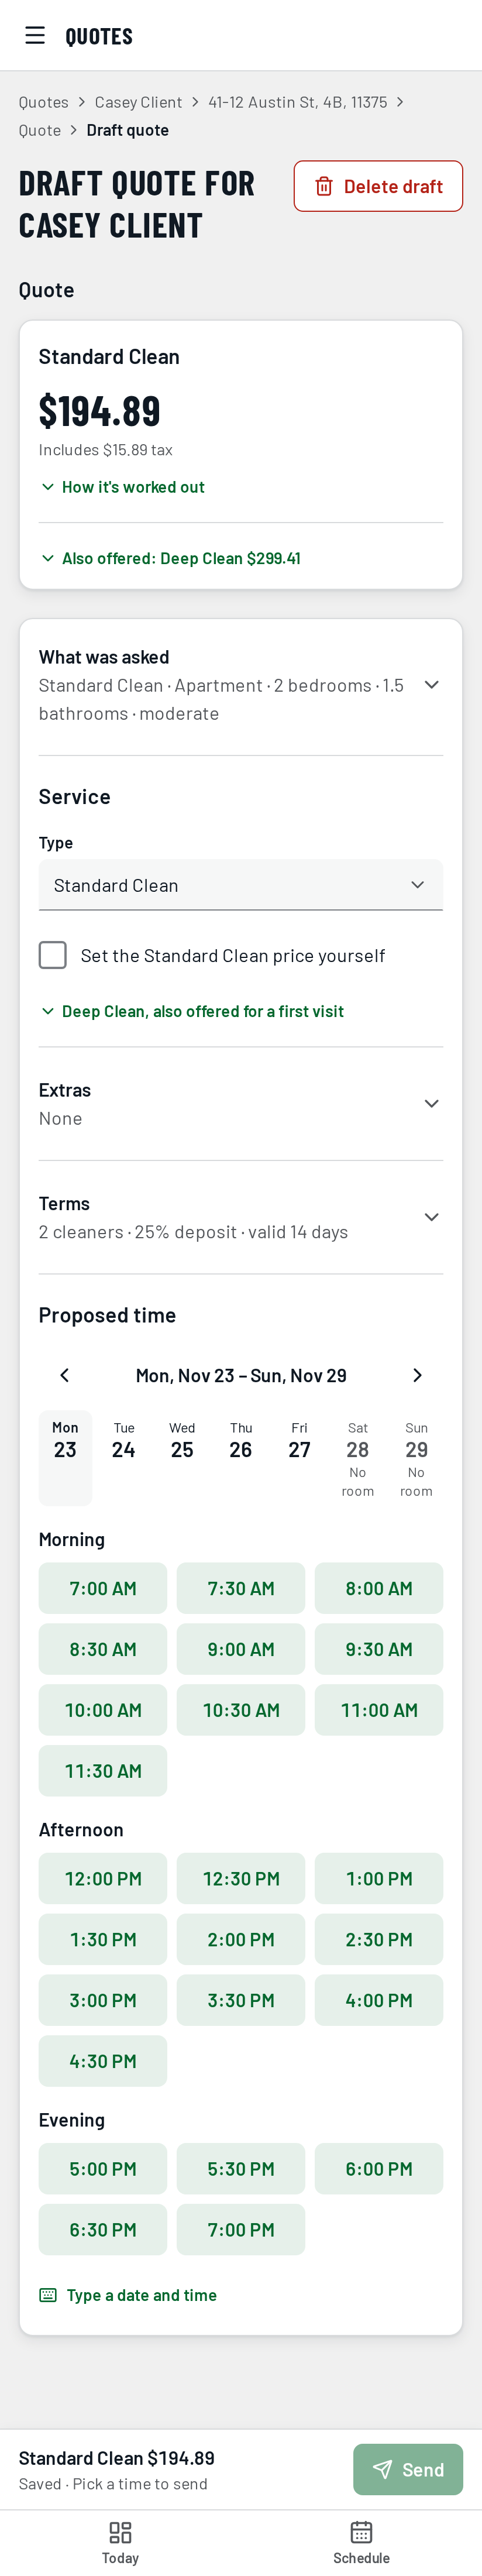 QUOTES
Quotes > Casey Client > 41-12 Austin St, 4B, 11375 >
Quote > Draft quote
DRAFT QUOTE FOR
CASEY CLIENT
Delete draft
Quote
Standard Clean
$194.89
Includes $15.89 tax
How it's worked out
Also offered: Deep Clean $299.41
What was asked
Standard Clean · Apartment · 2 bedrooms · 1.5
bathrooms · moderate
Service
Type
Standard Clean
Set the Standard Clean price yourself
Deep Clean, also offered for a first visit
Extras
None
Terms
2 cleaners · 25% deposit · valid 14 days
Proposed time
Mon, Nov 23 – Sun, Nov 29
Mon Tue Wed Thu Fri Sat Sun
23 24 25 26 27 28 29
No No
room room
Morning
7:00 AM 7:30 AM 8:00 AM
8:30 AM 9:00 AM 9:30 AM
10:00 AM 10:30 AM 11:00 AM
11:30 AM
Afternoon
12:00 PM 12:30 PM 1:00 PM
1:30 PM 2:00 PM 2:30 PM
3:00 PM 3:30 PM 4:00 PM
4:30 PM
Evening
5:00 PM 5:30 PM 6:00 PM
6:30 PM 7:00 PM
Type a date and time
Standard Clean $194.89
Saved · Pick a time to send
Send
Today Schedule